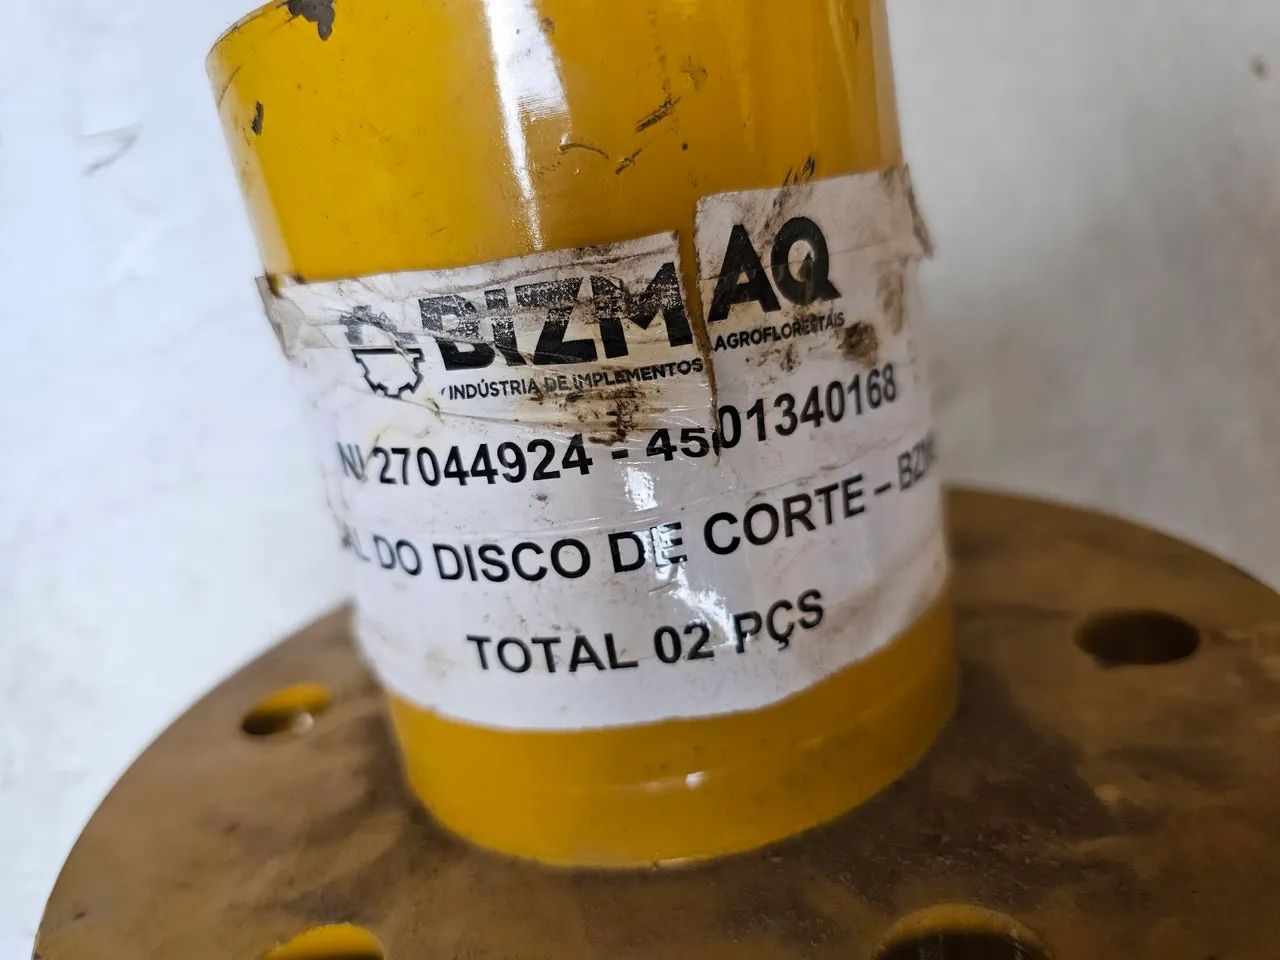 BIZMAQ
INDÚSTRIA DE IMPLEMENTOS AGROFLORESTAIS
27044924 - 4501340168
DO DISCO DE CORTE –
TOTAL 02 PÇS